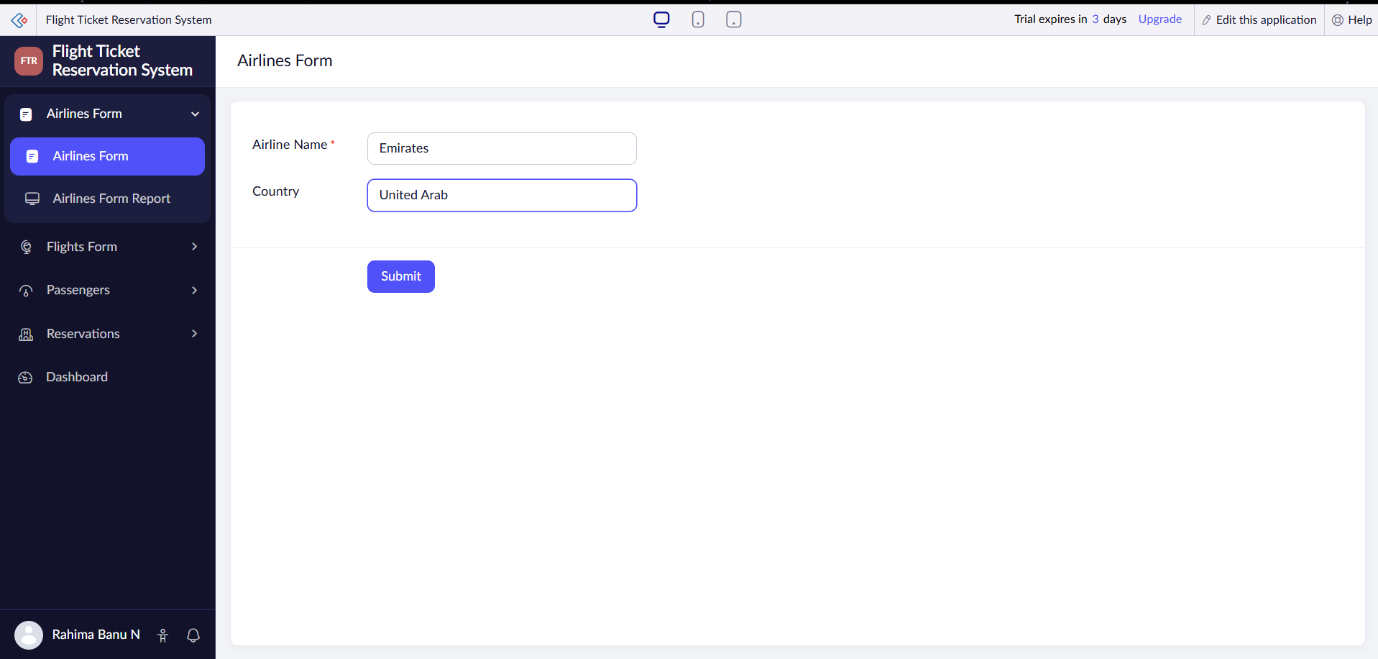 Flight Ticket Reservation System
Trial expires in 3 days Upgrade
Edit this application
Help
FTR
Flight Ticket
Reservation System
Airlines Form
Airlines Form
Airlines Form Report
Flights Form
Passengers
Reservations
Dashboard
Rahima Banu N
Airlines Form
Airline Name *
Emirates
Country
United Arab
Submit